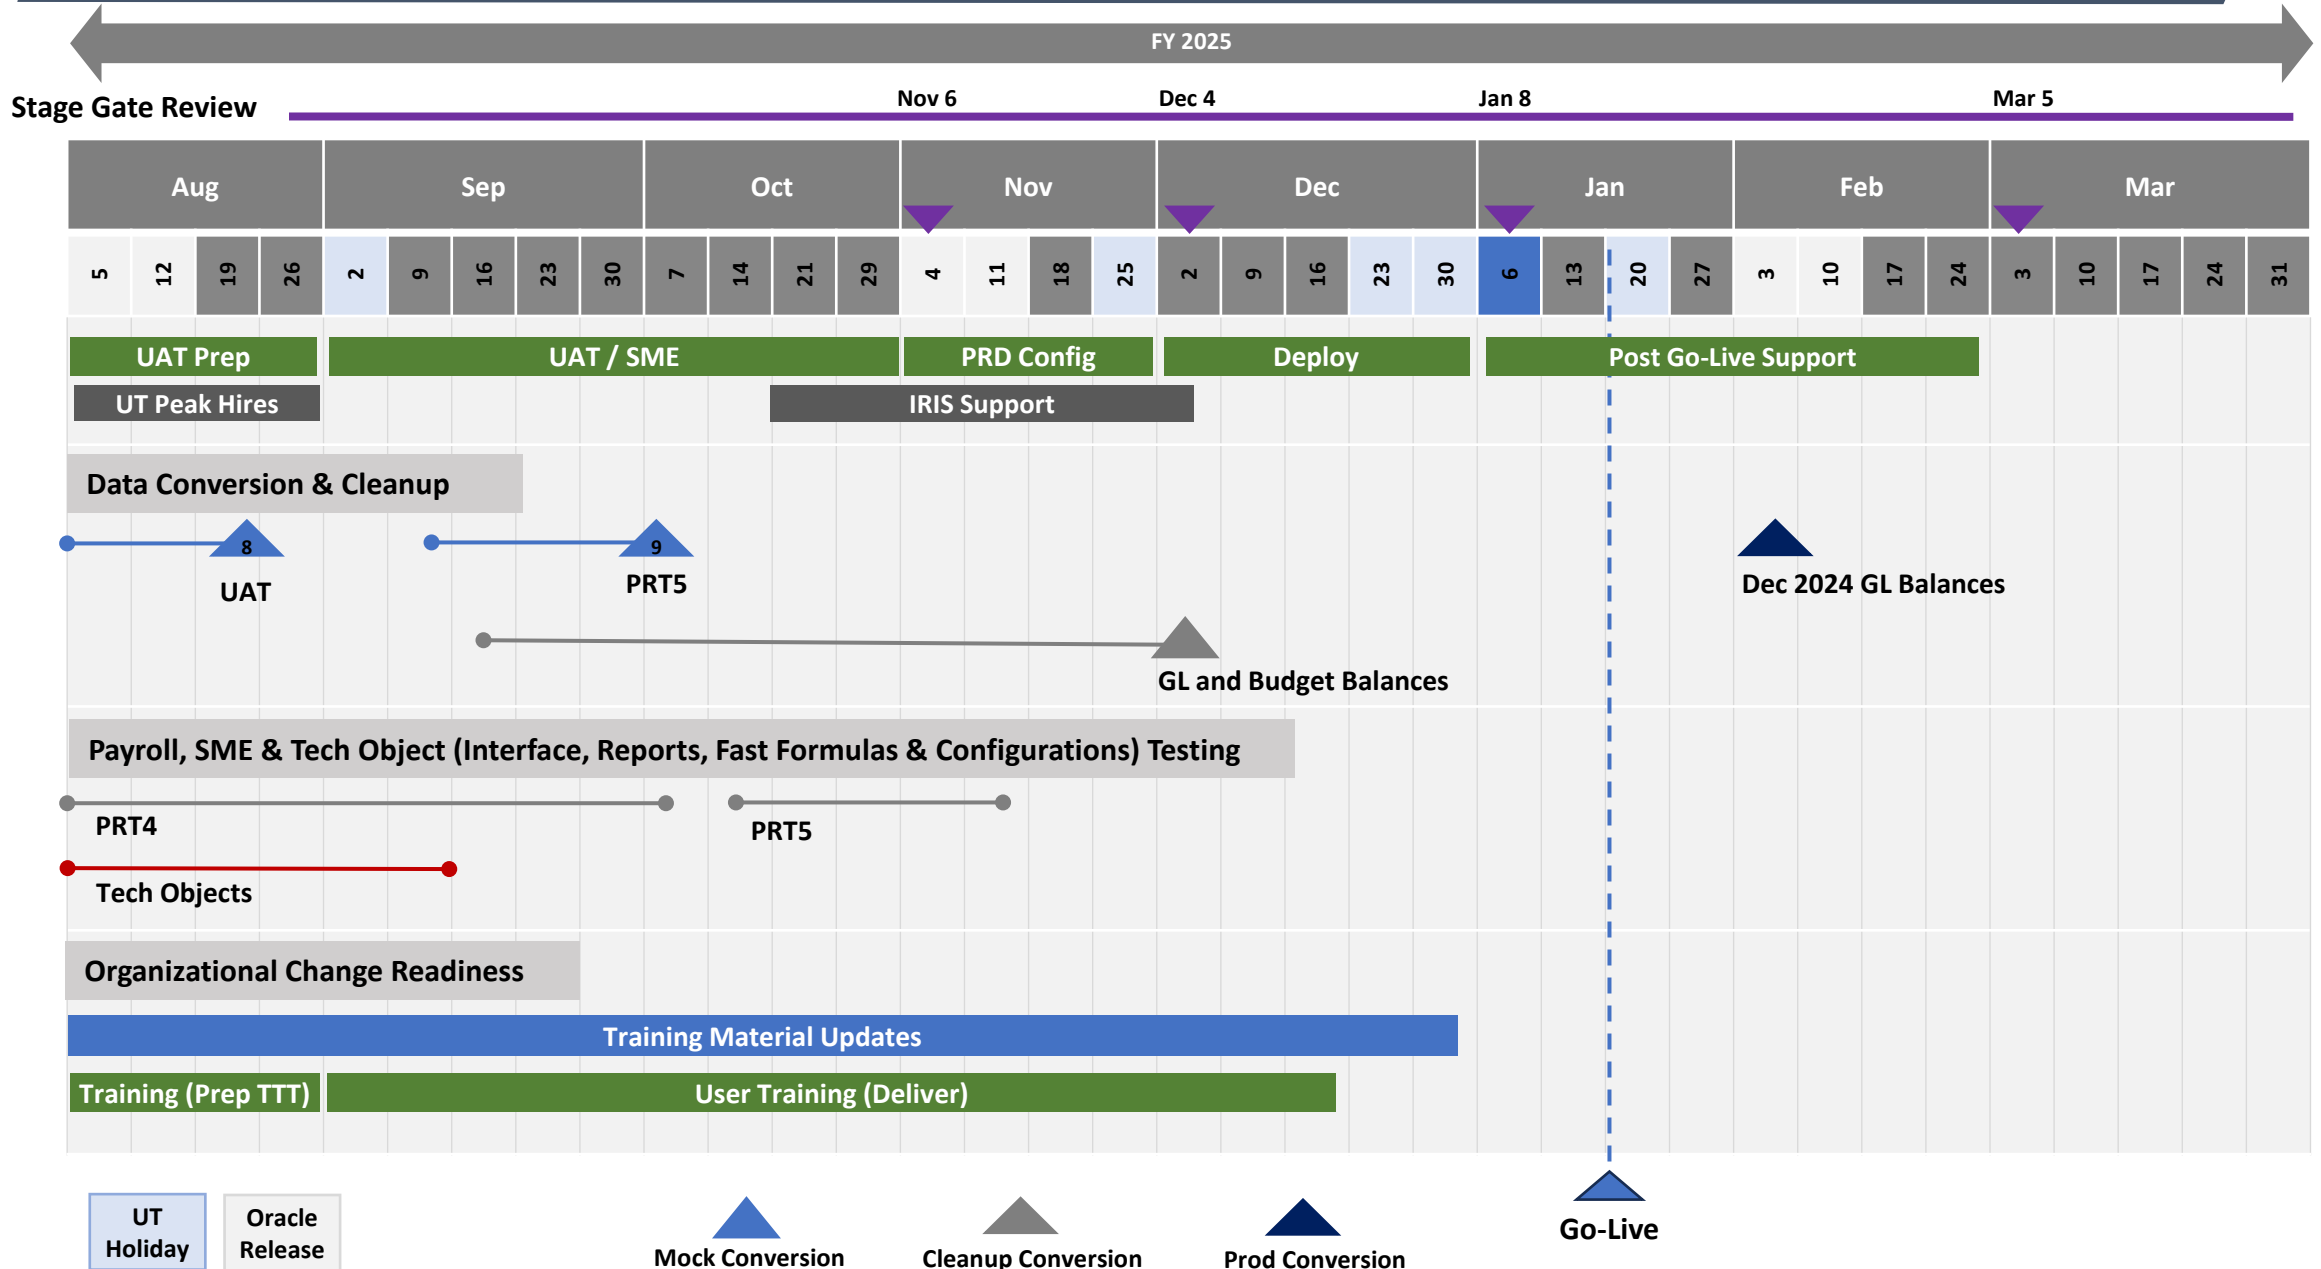 FY 2025
Nov 6 Dec 4 Jan 8 Mar 5
Stage Gate Review
Aug Sep Oct Nov Dec Jan Feb Mar
5 12 19 26 2 9 16 23 30 7 14 21 29 4 11 18 25 2 9 16 23 30 6 13 20 27 3 10 17 24 3 10 17 24 31
UAT Prep UAT / SME PRD Config Deploy Post Go-Live Support
UT Peak Hires IRIS Support
Data Conversion & Cleanup
8 9
UAT PRT5 Dec 2024 GL Balances
GL and Budget Balances
Payroll, SME & Tech Object (Interface, Reports, Fast Formulas & Configurations) Testing
PRT4 PRT5
Tech Objects
Organizational Change Readiness
Training Material Updates
Training (Prep TTT) User Training (Deliver)
UT
Holiday
Oracle
Release
Mock Conversion
Cleanup Conversion
Prod Conversion
Go-Live